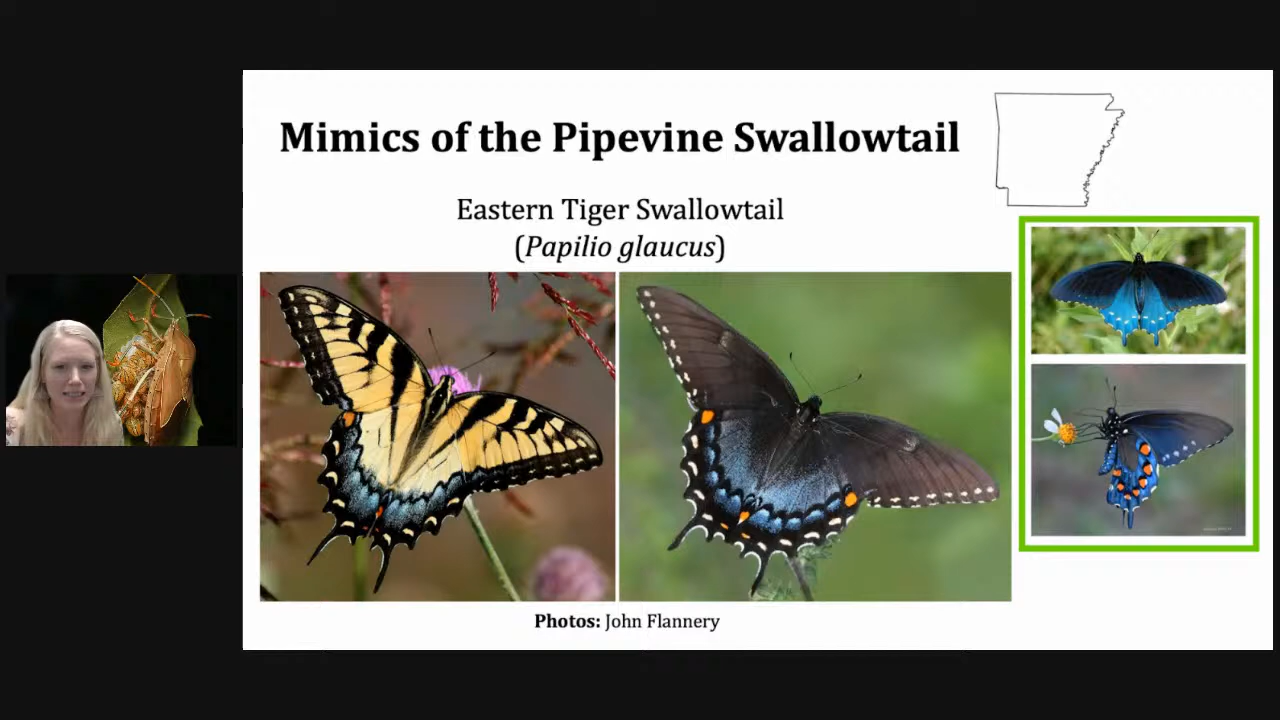 Mimics of the Pipevine Swallowtail
Eastern Tiger Swallowtail
(Papilio glaucus)
Photos: John Flannery